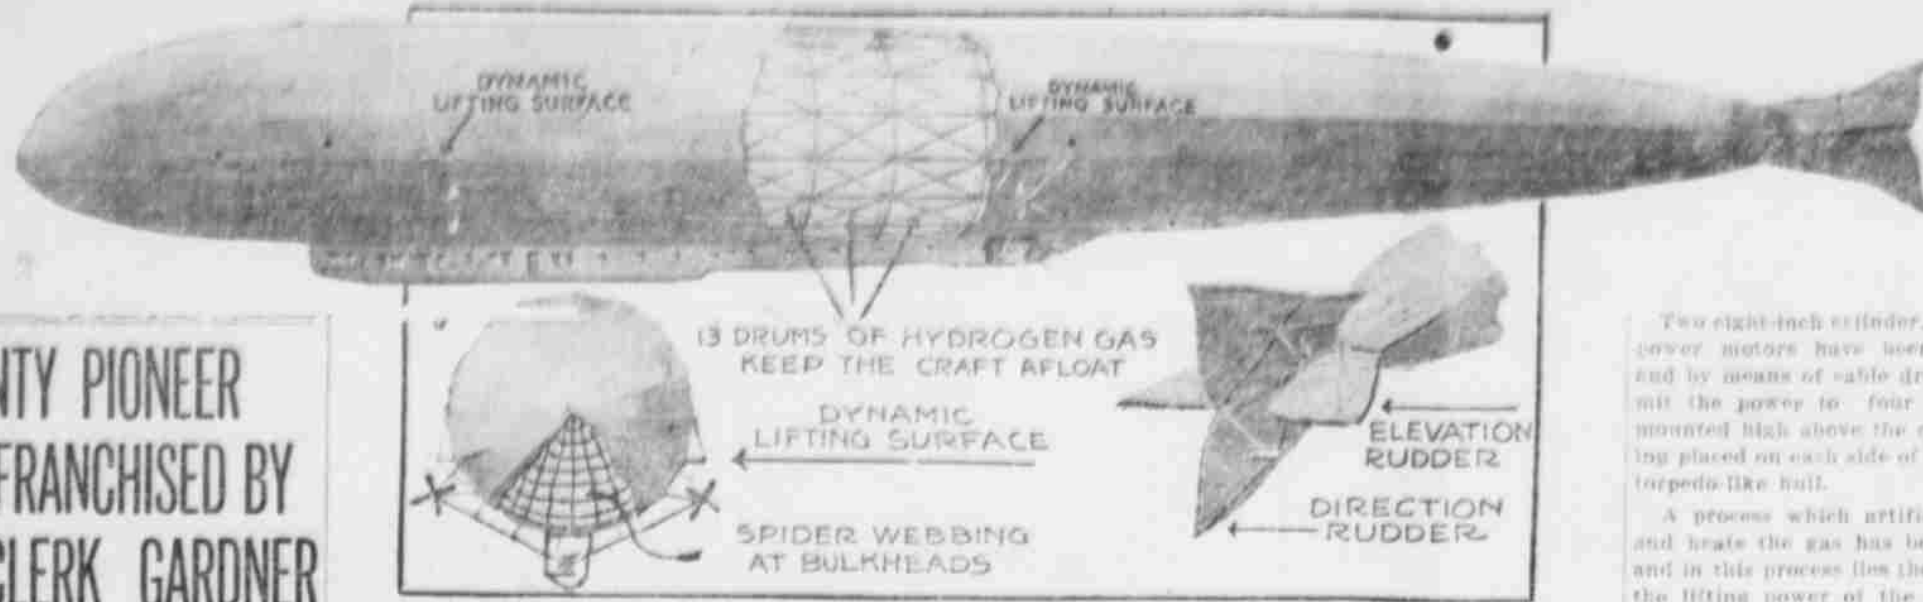 DYNAMIC
LIFTING SURFACE
DYNAMIC
LIFTING SURFACE
13 DRUMS OF HYDROGEN GAS
KEEP THE CRAFT AFLOAT
DYNAMIC
LIFTING SURFACE
SPIDER WEBBING
AT BULKHEADS
ELEVATION
RUDDER
DIRECTION
RUDDER
NTY PIONEER
FRANCHISED BY
CLERK GARDNER
Two eight-inch cylinder,
power motors have been
and by means of cable dr
mit the power to four
mounted high above the
ing placed on each side of
torpedo-like hull.
A process which artifi
and heats the gas has be
and in this process lies the
the lifting power of the